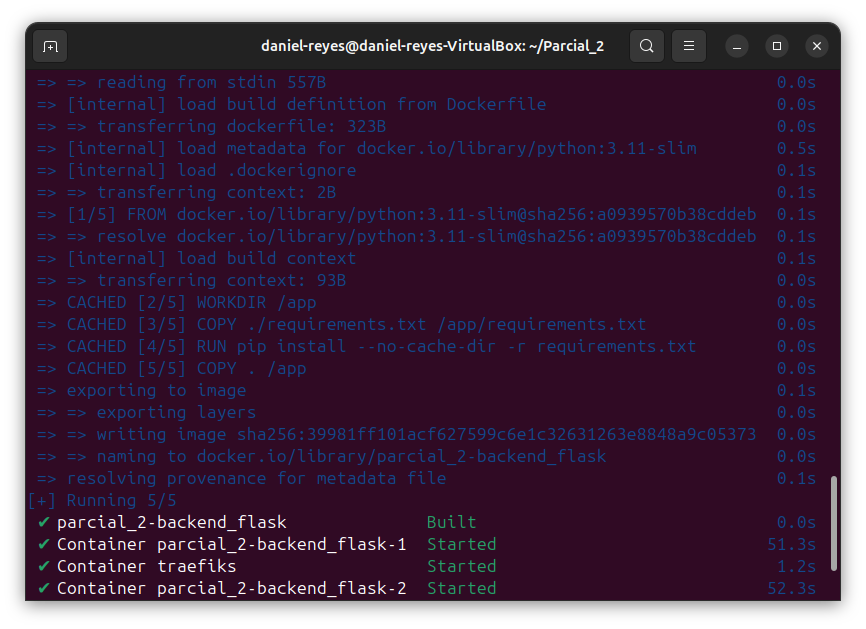 daniel-reyes@daniel-reyes-VirtualBox: ~/Parcial_2
=> => reading from stdin 557B 0.0s
=> [internal] load build definition from Dockerfile 0.0s
=> => transferring dockerfile: 323B 0.0s
=> [internal] load metadata for docker.io/library/python:3.11-slim 0.5s
=> [internal] load .dockerignore 0.1s
=> => transferring context: 2B 0.1s
=> [1/5] FROM docker.io/library/python:3.11-slim@sha256:a0939570b38cddeb 0.1s
=> => resolve docker.io/library/python:3.11-slim@sha256:a0939570b38cddeb 0.1s
=> [internal] load build context 0.1s
=> => transferring context: 93B 0.0s
=> CACHED [2/5] WORKDIR /app 0.0s
=> CACHED [3/5] COPY ./requirements.txt /app/requirements.txt 0.0s
=> CACHED [4/5] RUN pip install --no-cache-dir -r requirements.txt 0.0s
=> CACHED [5/5] COPY . /app 0.0s
=> exporting to image 0.1s
=> => exporting layers 0.0s
=> => writing image sha256:39981ff101acf627599c6e1c32631263e8848a9c05373 0.0s
=> => naming to docker.io/library/parcial_2-backend_flask 0.0s
=> resolving provenance for metadata file 0.1s
[+] Running 5/5
✔ parcial_2-backend_flask Built 0.0s
✔ Container parcial_2-backend_flask-1 Started 51.3s
✔ Container traefiks Started 1.2s
✔ Container parcial_2-backend_flask-2 Started 52.3s